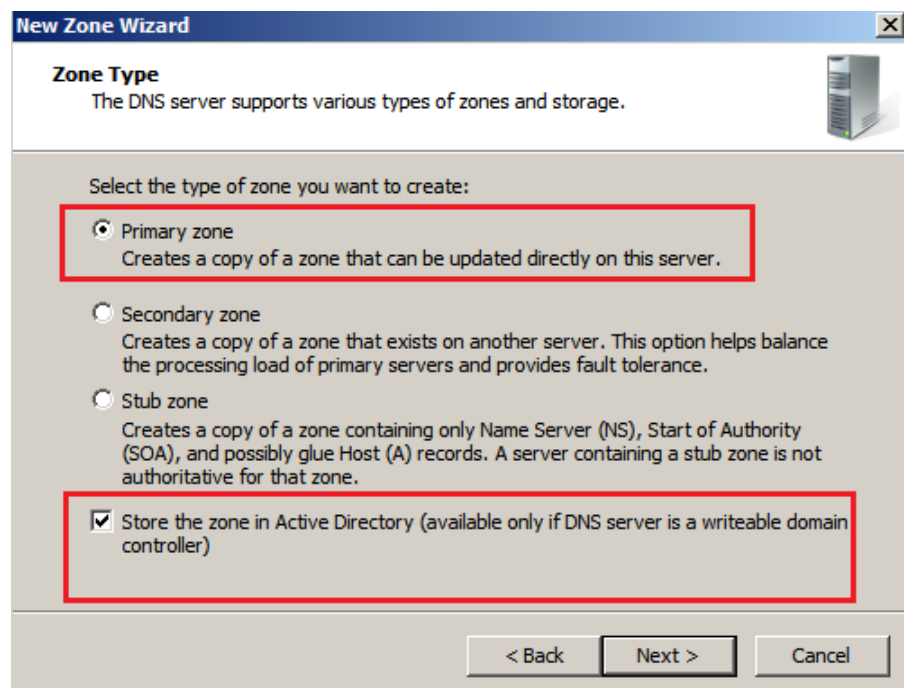 New Zone Wizard
Zone Type
The DNS server supports various types of zones and storage.
Select the type of zone you want to create:
Primary zone
Creates a copy of a zone that can be updated directly on this server.
Secondary zone
Creates a copy of a zone that exists on another server. This option helps balance
the processing load of primary servers and provides fault tolerance.
Stub zone
Creates a copy of a zone containing only Name Server (NS), Start of Authority
(SOA), and possibly glue Host (A) records. A server containing a stub zone is not
authoritative for that zone.
Store the zone in Active Directory (available only if DNS server is a writeable domain
controller)
< Back Next > Cancel